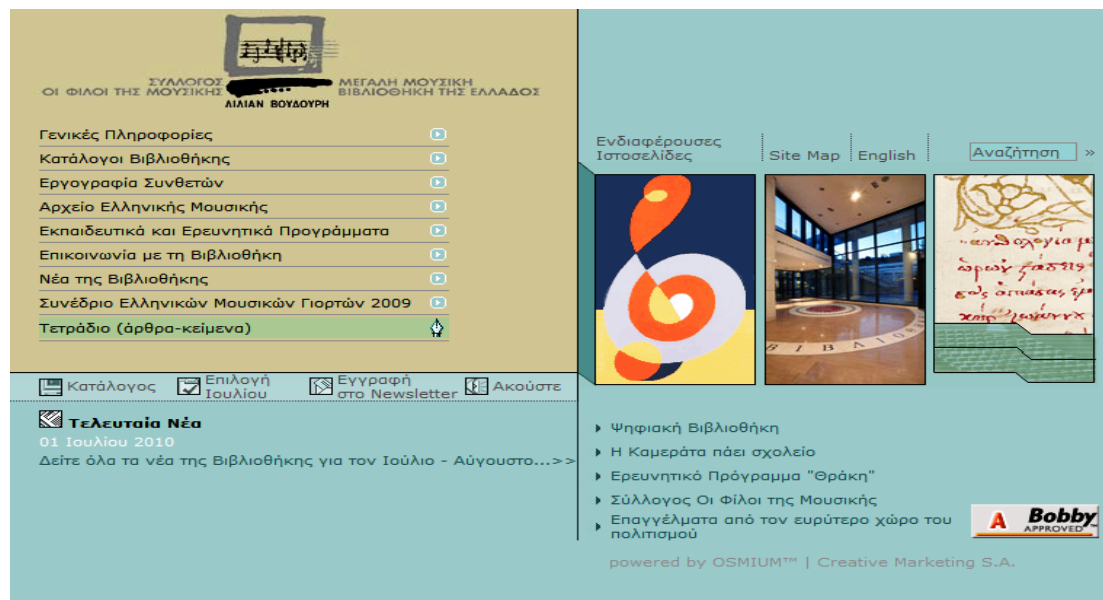 ΣΥΛΛΟΓΟΣ
ΟΙ ΦΙΛΟΙ ΤΗΣ ΜΟΥΣΙΚΗΣ
ΜΕΓΑΛΗ ΜΟΥΣΙΚΗ
ΒΙΒΛΙΟΘΗΚΗ ΤΗΣ ΕΛΛΑΔΟΣ
ΛΙΛΙΑΝ ΒΟΥΔΟΥΡΗ
Γενικές Πληροφορίες
Κατάλογοι Βιβλιοθήκης
Εργογραφία Συνθετών
Αρχείο Ελληνικής Μουσικής
Εκπαιδευτικά και Ερευνητικά Προγράμματα
Επικοινωνία με τη Βιβλιοθήκη
Νέα της Βιβλιοθήκης
Συνέδριο Ελληνικών Μουσικών Γιορτών 2009
Τετράδιο (άρθρα-κείμενα)
Κατάλογος
Επιλογή
Ιουλίου
Εγγραφή
στο Newsletter
Ακούστε
Τελευταία Νέα
01 Ιουλίου 2010
Δείτε όλα τα νέα της Βιβλιοθήκης για τον Ιούλιο - Αύγουστο...>>
Ενδιαφέρουσες
Ιστοσελίδες
Site Map
English
Αναζήτηση »
Β Ι Β Λ Ι Ο
Ψηφιακή Βιβλιοθήκη
Η Καμεράτα πάει σχολείο
Ερευνητικό Πρόγραμμα "Θράκη"
Σύλλογος Οι Φίλοι της Μουσικής
Επαγγέλματα από τον ευρύτερο χώρο του
πολιτισμού
A Bobby
APPROVED™
powered by OSMIUM™ | Creative Marketing S.A.